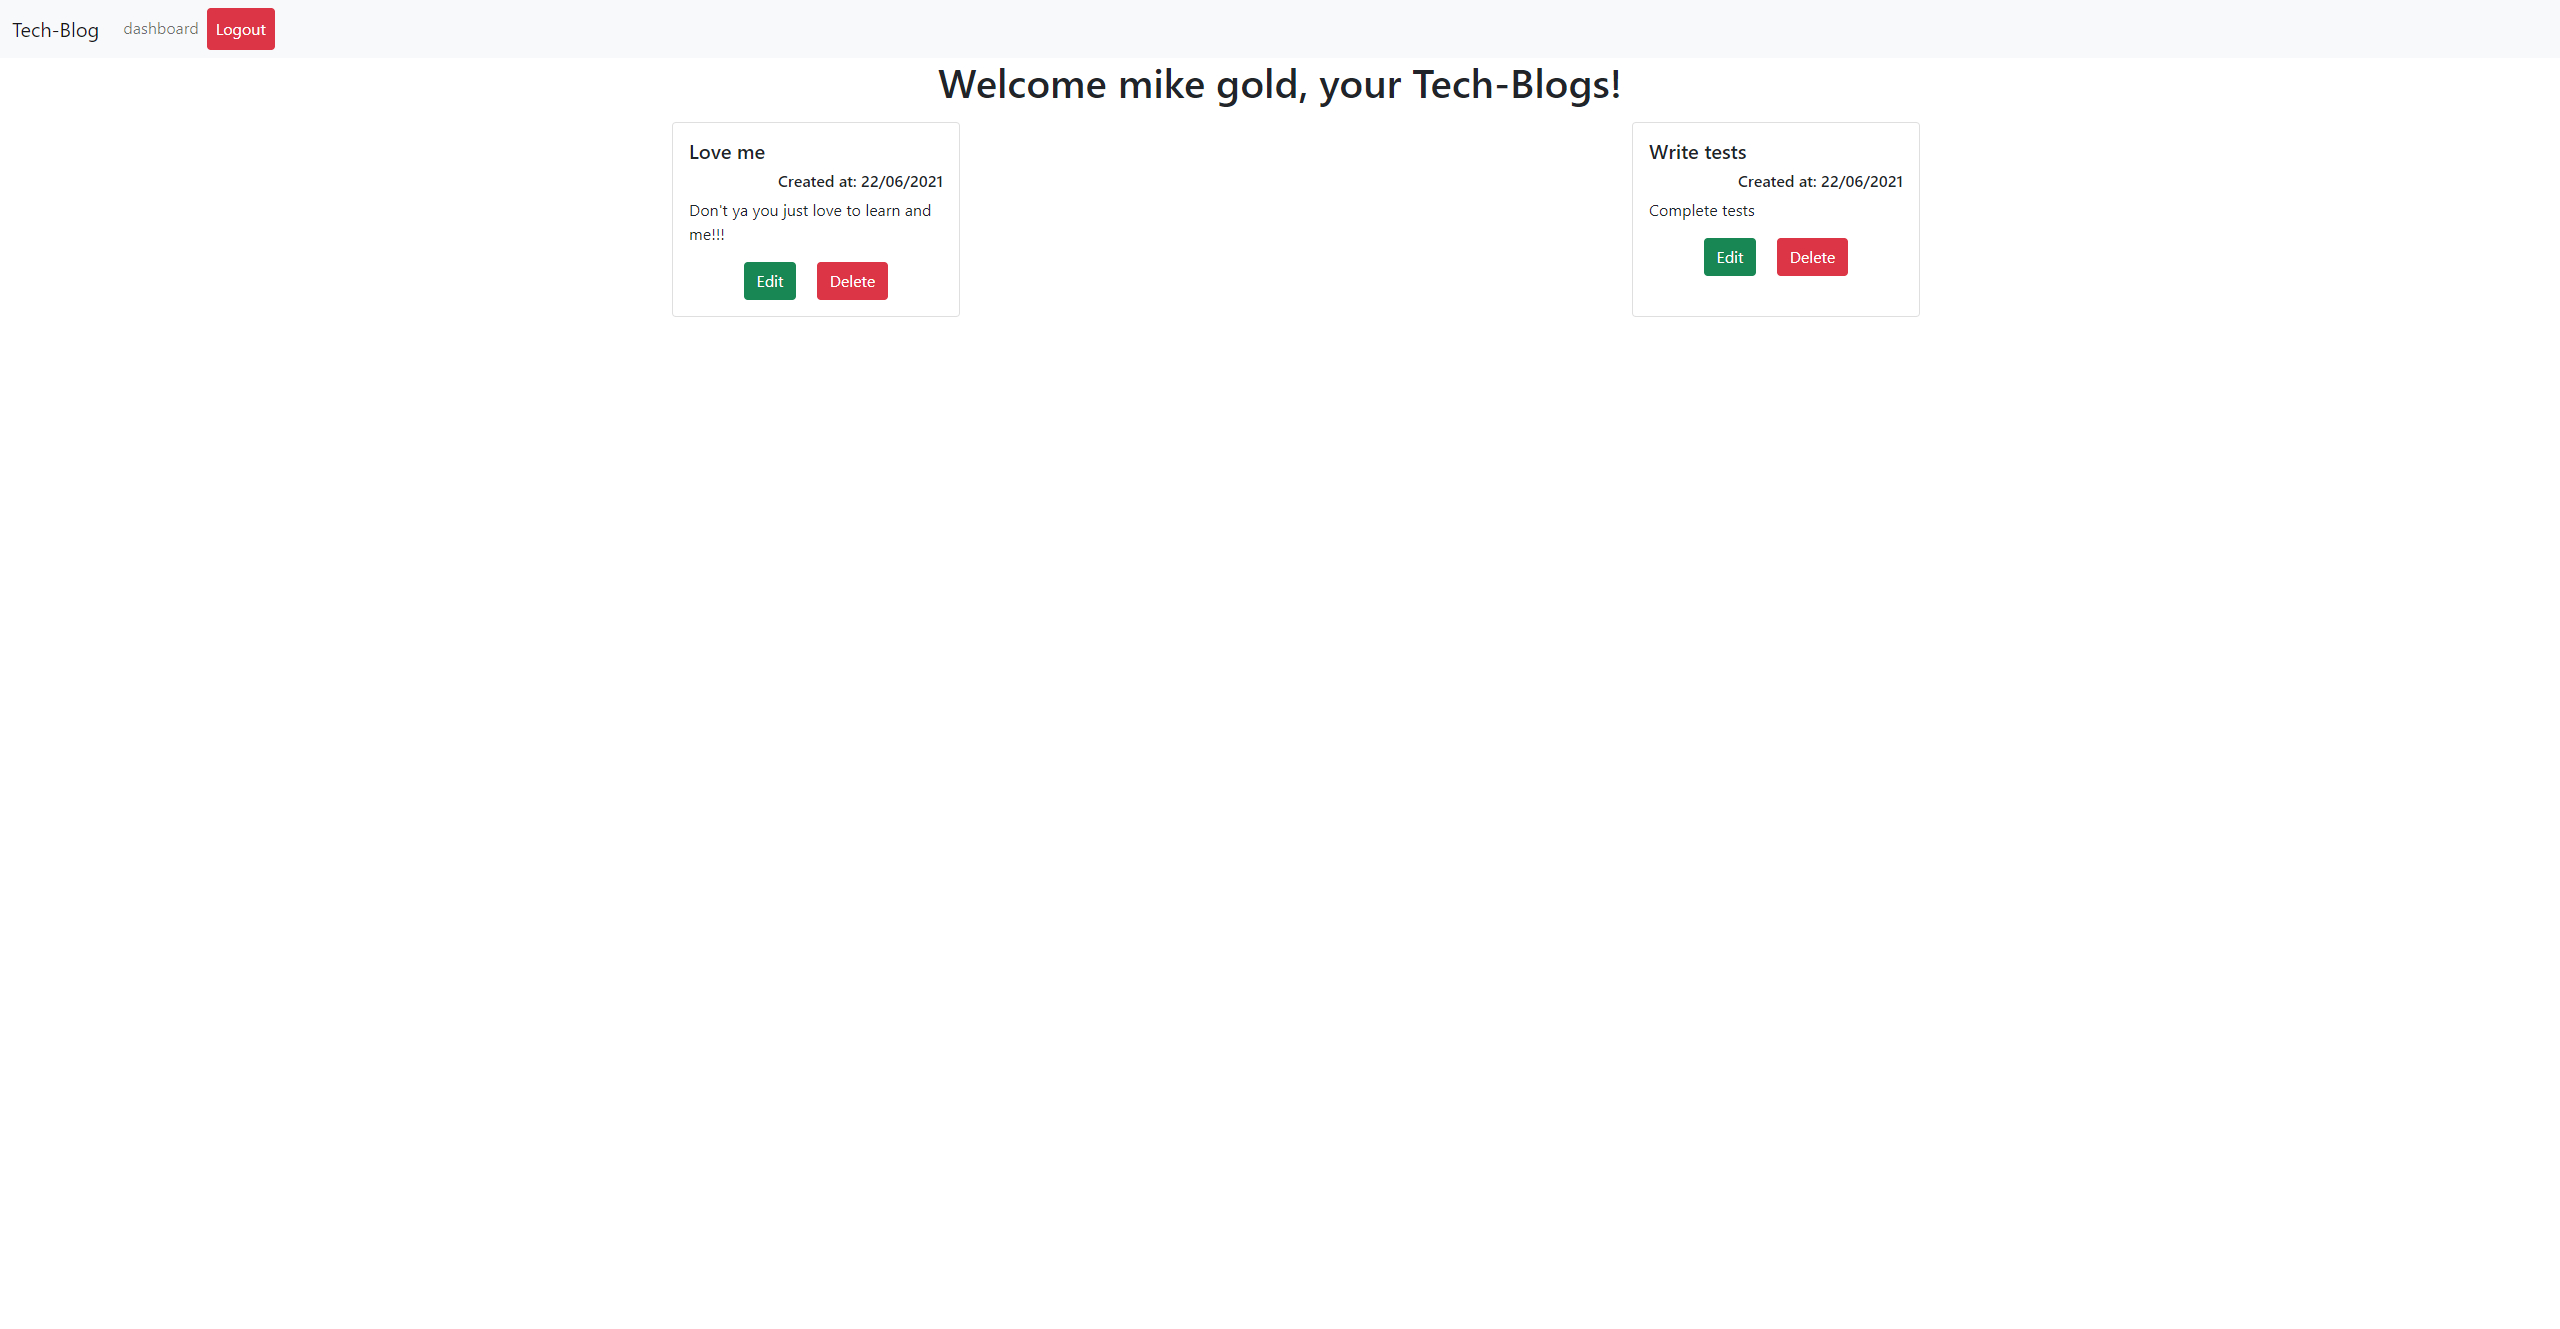 Tech-Blog dashboard Logout
Welcome mike gold, your Tech-Blogs!
Love me
Created at: 22/06/2021
Don't ya you just love to learn and
me!!!
Edit Delete
Write tests
Created at: 22/06/2021
Complete tests
Edit Delete